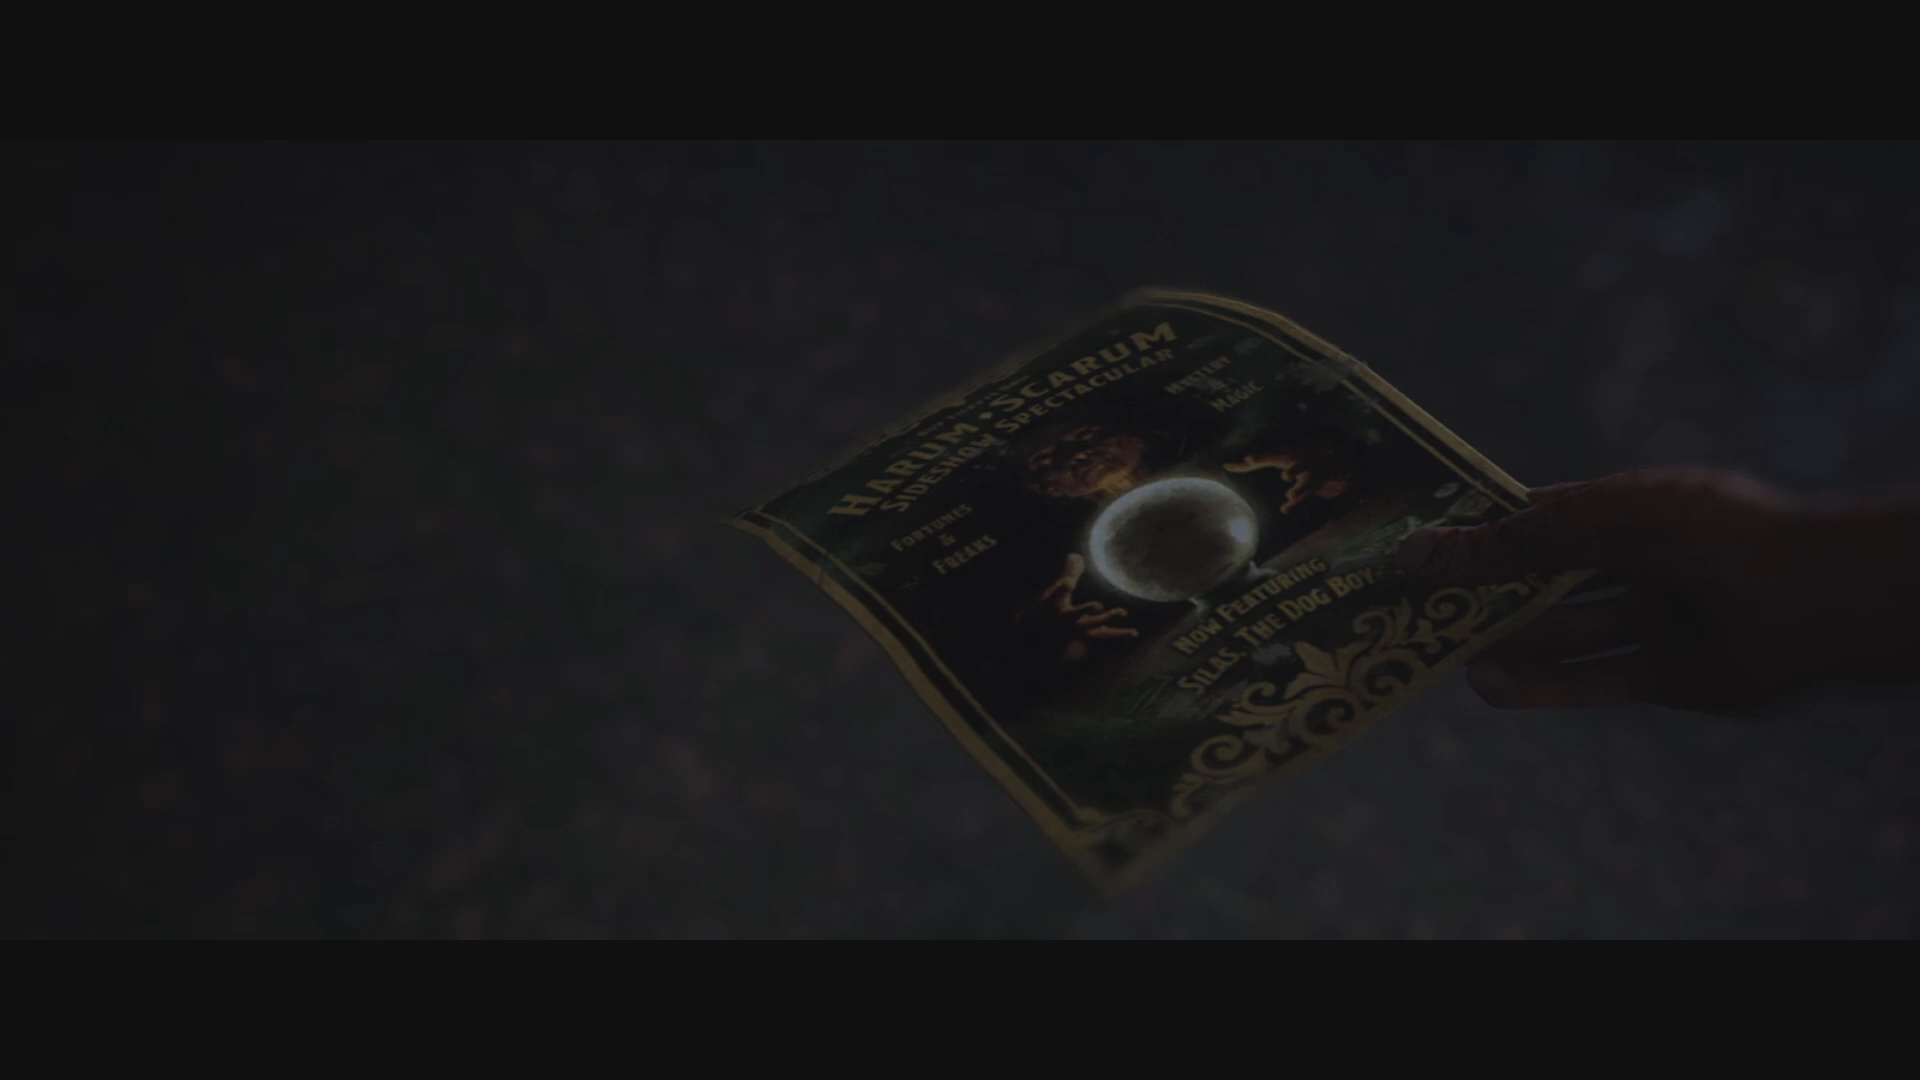 HARUM • SCARUM
SIDESHOW SPECTACULAR
MYSTERY
&
MAGIC
FORTUNES
&
FREAKS
NOW FEATURING
SILAS, THE DOG BOY